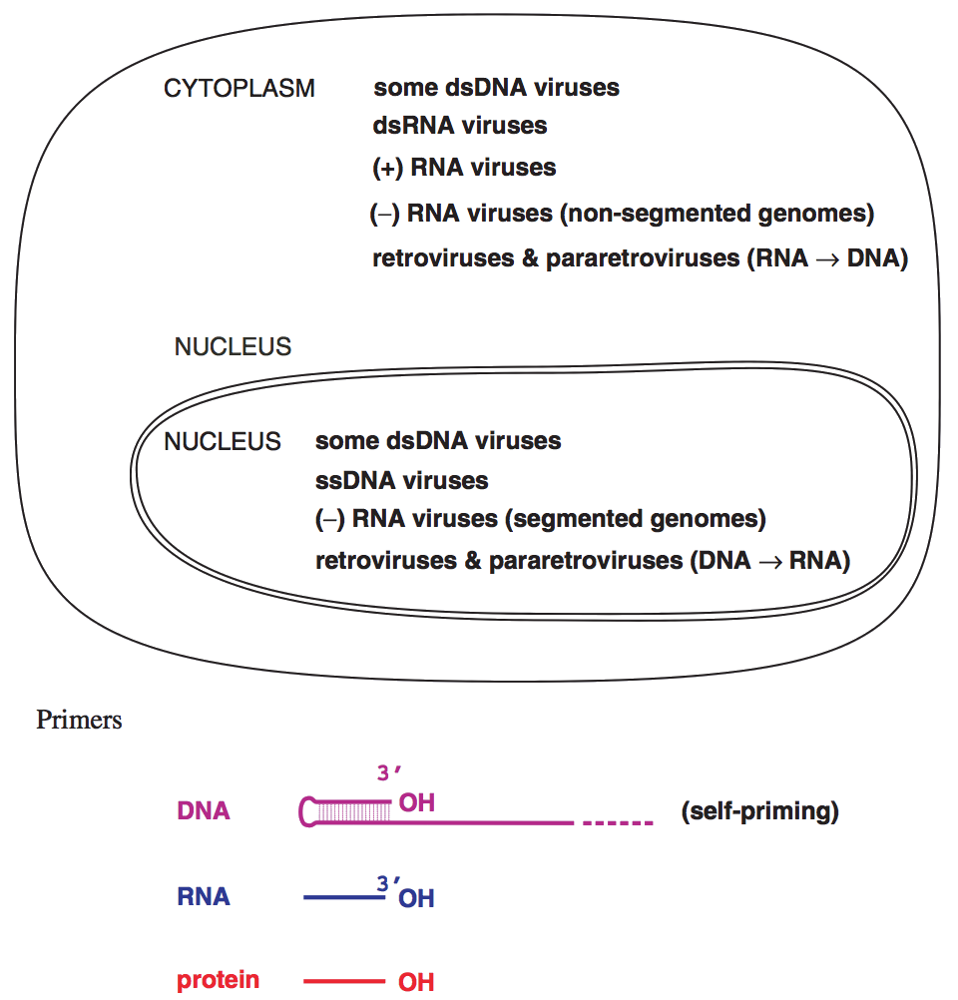 CYTOPLASM some dsDNA viruses
dsRNA viruses
(+) RNA viruses
(–) RNA viruses (non-segmented genomes)
retroviruses & pararetroviruses (RNA → DNA)
NUCLEUS
NUCLEUS some dsDNA viruses
ssDNA viruses
(–) RNA viruses (segmented genomes)
retroviruses & pararetroviruses (DNA → RNA)
Primers
3′
DNA OH (self-priming)
3′
RNA OH
protein OH